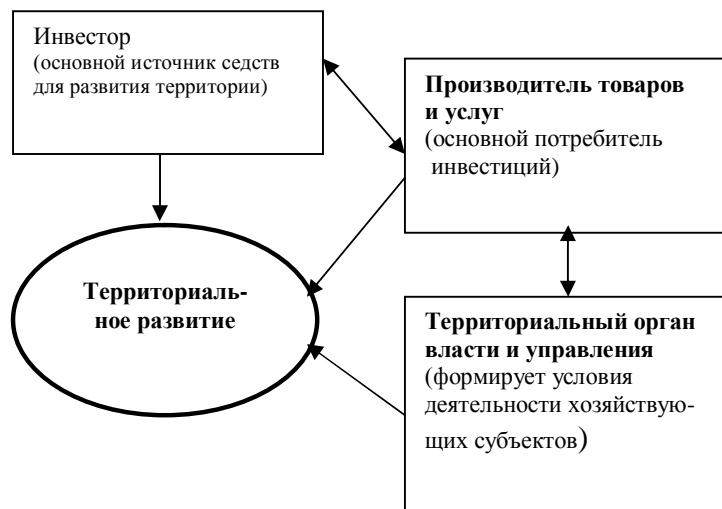 Инвестор
(основной источник седств
для развития территории)
Производитель товаров
и услуг
(основной потребитель
инвестиций)
Территориаль-
ное развитие
Территориальный орган
власти и управления
(формирует условия
деятельности хозяйствую-
щих субъектов)